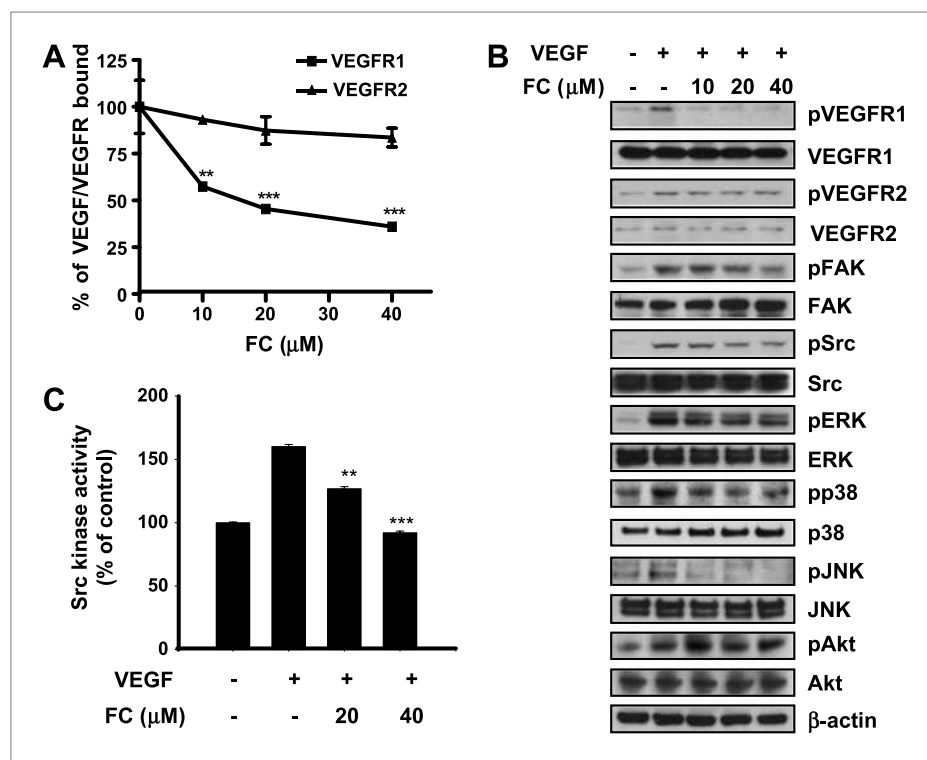 A
% of VEGF/VEGFR bound
125
100
75
50
25
0
VEGFR1
VEGFR2
**
***
***
0 10 20 30 40
FC (μM)
B
VEGF - + + + +
FC (μM) - - 10 20 40
pVEGFR1
VEGFR1
pVEGFR2
VEGFR2
pFAK
FAK
pSrc
Src
pERK
ERK
pp38
p38
pJNK
JNK
pAkt
Akt
β-actin
C
Src kinase activity
(% of control)
200
150
100
50
0
**
***
VEGF - + + +
FC (μM) - - 20 40